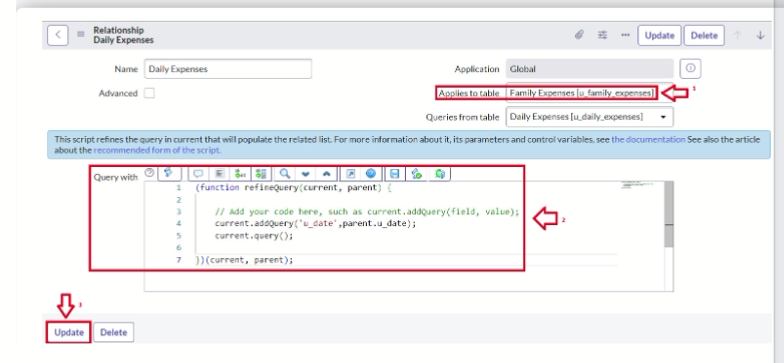 Relationship
Daily Expenses
Update Delete
Name Daily Expenses
Application Global
Advanced
Applies to table Family Expenses [u_family_expenses] 1
Queries from table Daily Expenses [u_daily_expenses]
This script refines the query in current that will populate the related list. For more information about it, its parameters and control variables, see the documentation See also the article
about the recommended form of the script.
Query with
1 (function refineQuery(current, parent) {
2
3 // Add your code here, such as current.addQuery(field, value);
4 current.addQuery('u_date',parent.u_date);
5 current.query();
6
7 })(current, parent);
2
3
Update Delete